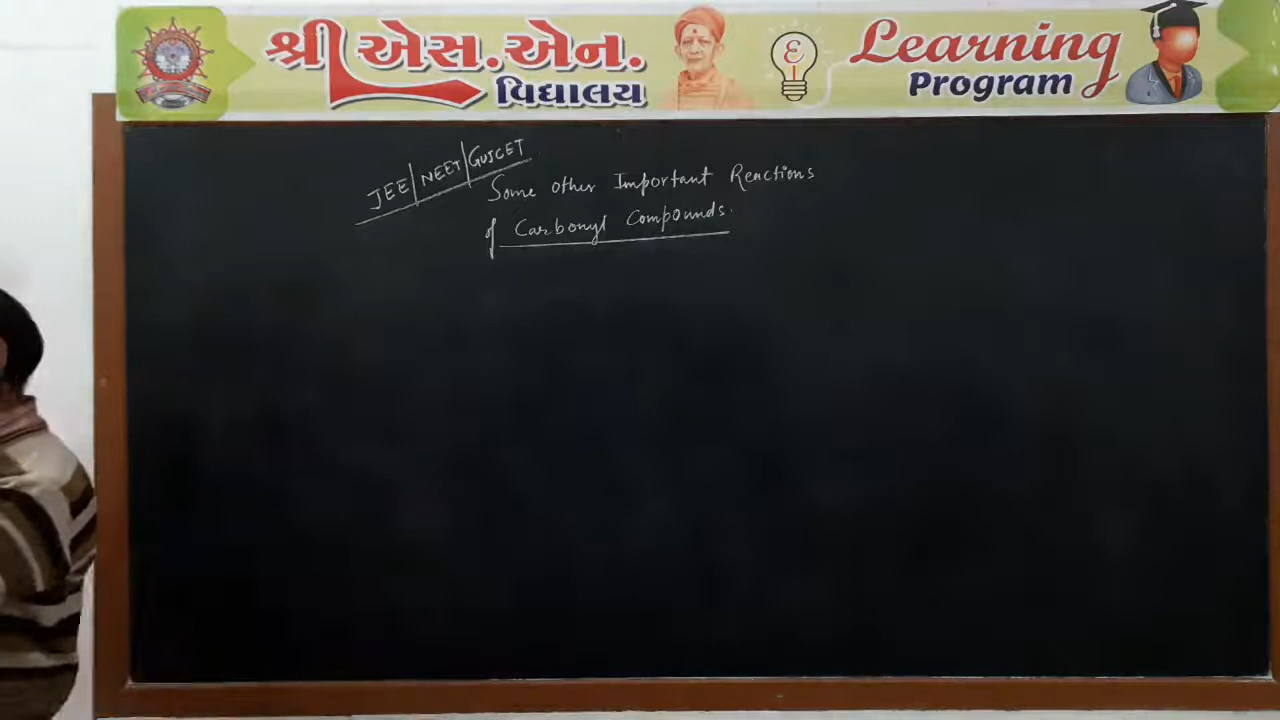 શ્રી એસ. એન.
વિદ્યાલય
Learning
Program
JEE|NEET|GUJCET
Some other Important Reactions
of Carbonyl Compounds.